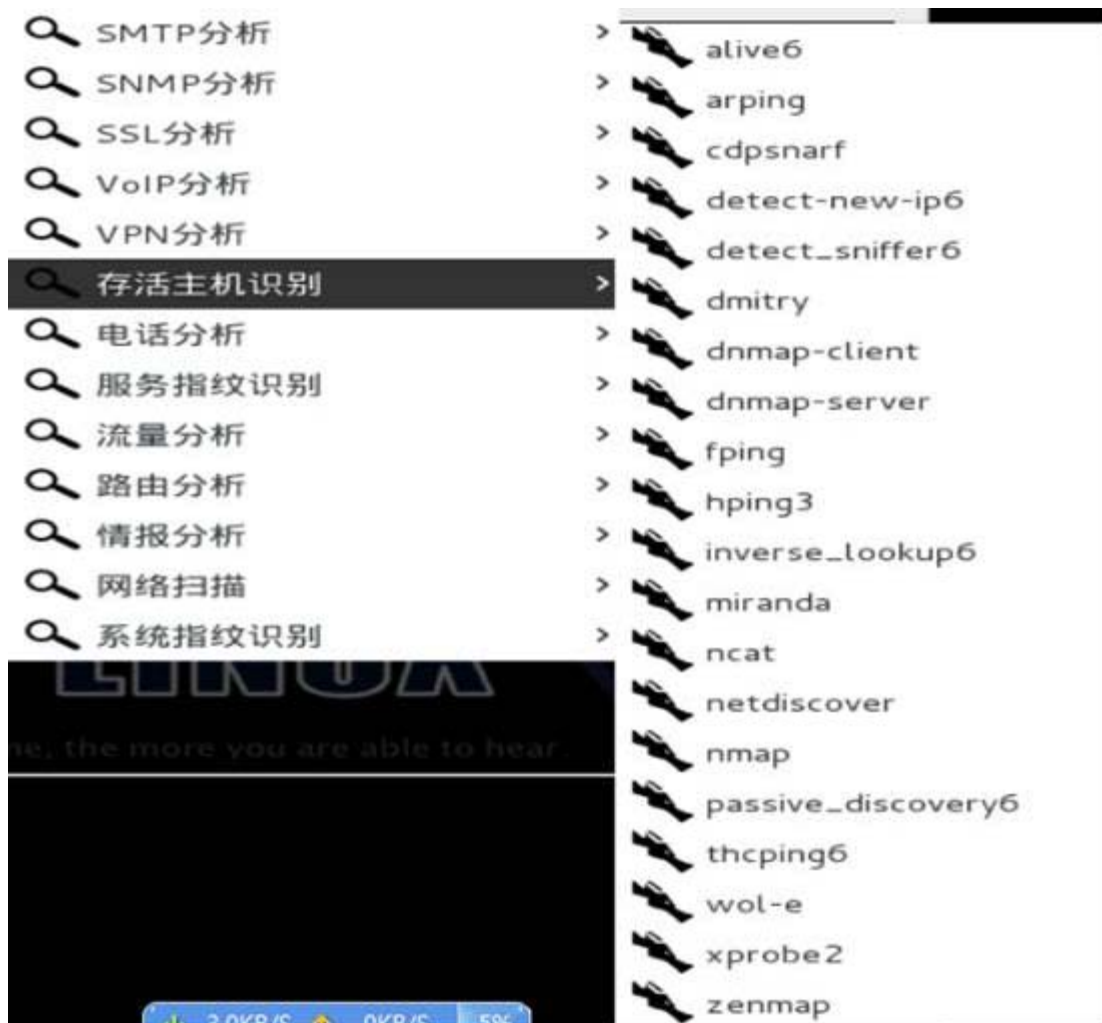 SMTP分析 >
SNMP分析 >
SSL分析 >
VoIP分析 >
VPN分析 >
存活主机识别 >
电话分析 >
服务指纹识别 >
流量分析 >
路由分析 >
情报分析 >
网络扫描 >
系统指纹识别 >
LINUX
the more you are able to hear.
5%
alive6
arping
cdpsnarf
detect-new-ip6
detect_sniffer6
dmitry
dnmap-client
dnmap-server
fping
hping3
inverse_lookup6
miranda
ncat
netdiscover
nmap
passive_discovery6
thcping6
wol-e
xprobe2
zenmap